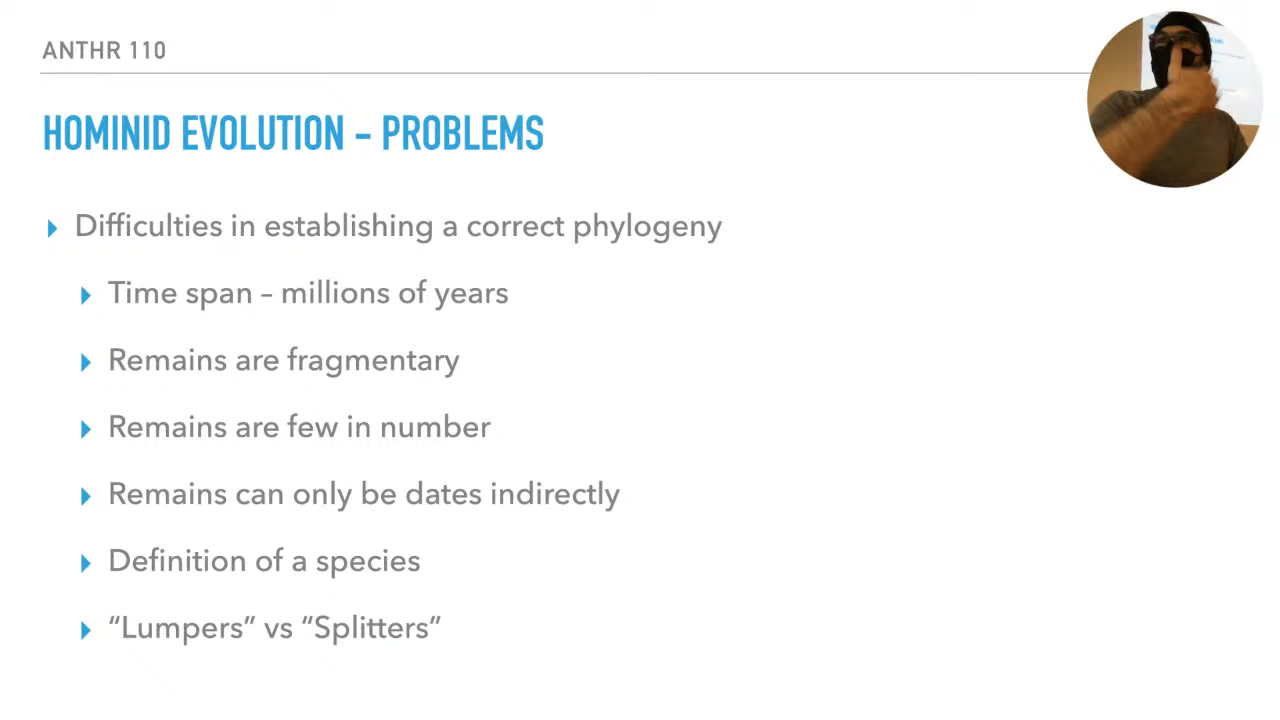 ANTHR 110
HOMINID EVOLUTION – PROBLEMS
Difficulties in establishing a correct phylogeny
Time span – millions of years
Remains are fragmentary
Remains are few in number
Remains can only be dates indirectly
Definition of a species
“Lumpers” vs “Splitters”